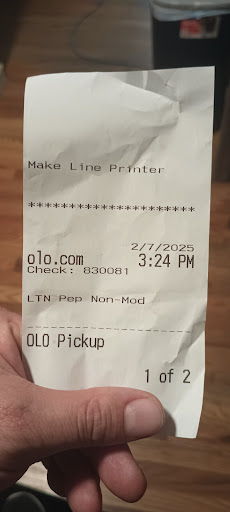 Make Line Printer
*********************
2/7/2025
olo.com 3:24 PM
Check: 830081
LTN Pep Non-Mod
--------------------------------
OLO Pickup
1 of 2